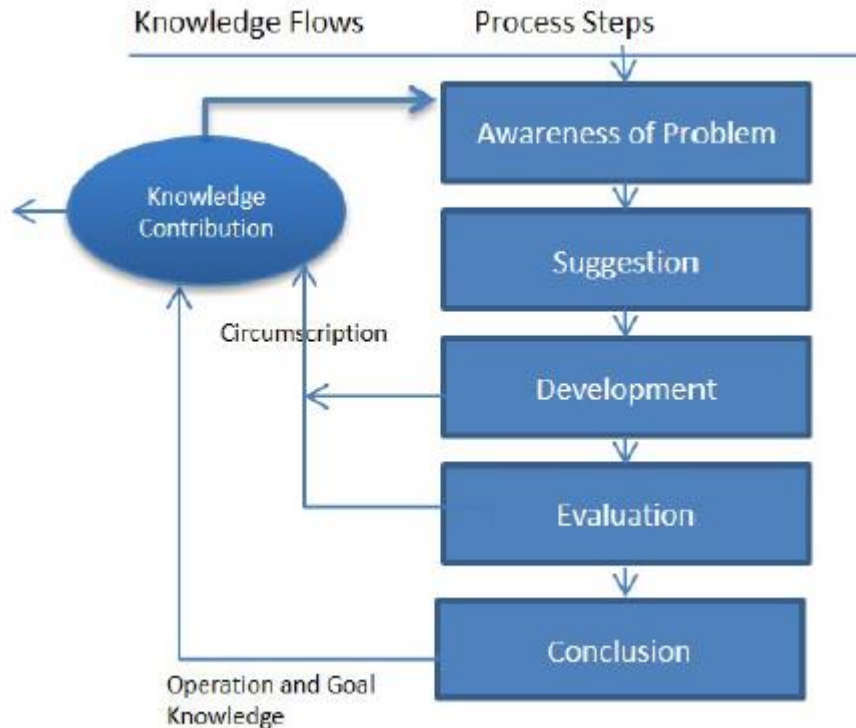 Knowledge Flows
Process Steps
Awareness of Problem
Knowledge
Contribution
Suggestion
Circumscription
Development
Evaluation
Conclusion
Operation and Goal
Knowledge